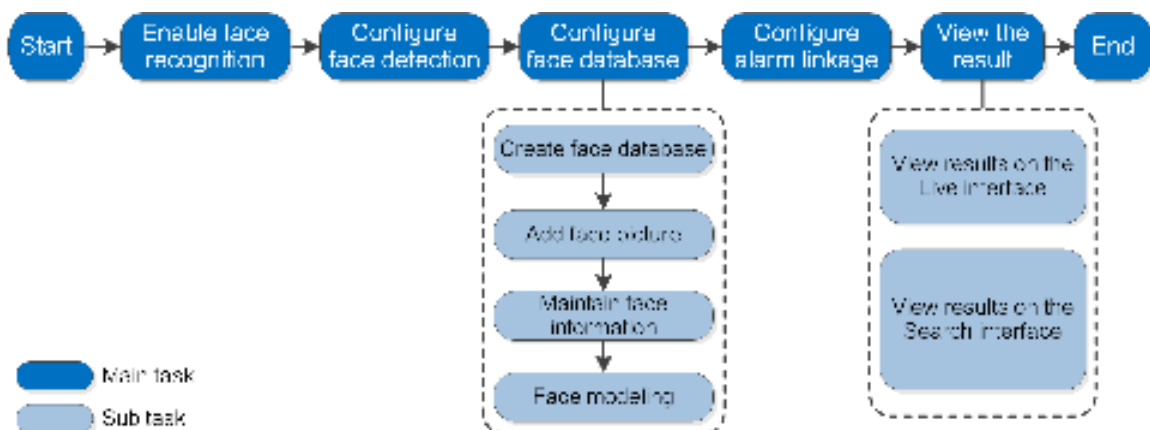 Start
Enable face
recognition
Configure
face detection
Configure
face database
Configure
alarm linkage
View the
result
End
Create face database
Add face picture
Maintain face
information
Face modeling
View results on the
Live interface
View results on the
Search interface
Main task
Sub task